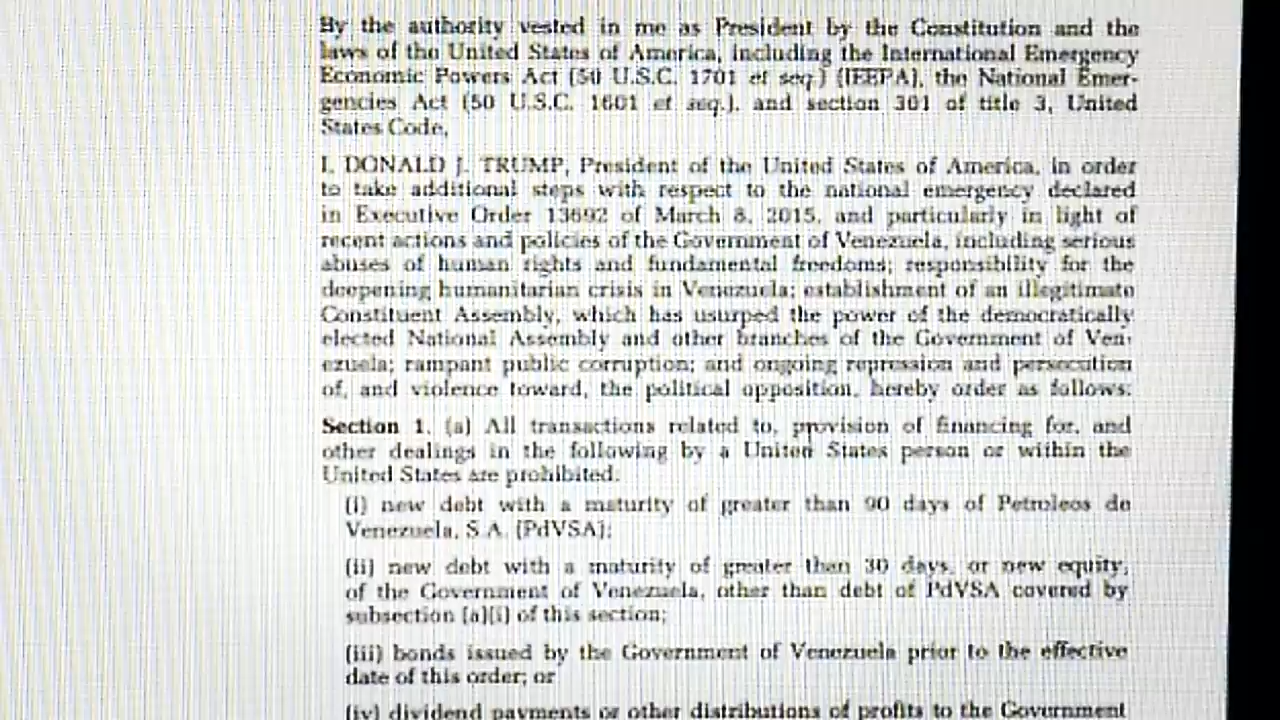 By the authority vested in me as President by the Constitution and the
laws of the United States of America, including the International Emergency
Economic Powers Act (50 U.S.C. 1701 et seq.) (IEEPA), the National Emer-
gencies Act (50 U.S.C. 1601 et seq.), and section 301 of title 3, United
States Code,
I, DONALD J. TRUMP, President of the United States of America, in order
to take additional steps with respect to the national emergency declared
in Executive Order 13692 of March 8, 2015, and particularly in light of
recent actions and policies of the Government of Venezuela, including serious
abuses of human rights and fundamental freedoms; responsibility for the
deepening humanitarian crisis in Venezuela; establishment of an illegitimate
Constituent Assembly, which has usurped the power of the democratically
elected National Assembly and other branches of the Government of Ven-
ezuela; rampant public corruption; and ongoing repression and persecution
of, and violence toward, the political opposition, hereby order as follows:
Section 1. (a) All transactions related to, provision of financing for, and
other dealings in the following by a United States person or within the
United States are prohibited:
(i) new debt with a maturity of greater than 90 days of Petroleos de
Venezuela, S.A. (PdVSA);
(ii) new debt with a maturity of greater than 30 days, or new equity,
of the Government of Venezuela, other than debt of PdVSA covered by
subsection (a)(i) of this section;
(iii) bonds issued by the Government of Venezuela prior to the effective
date of this order; or
(iv) dividend payments or other distributions of profits to the Government